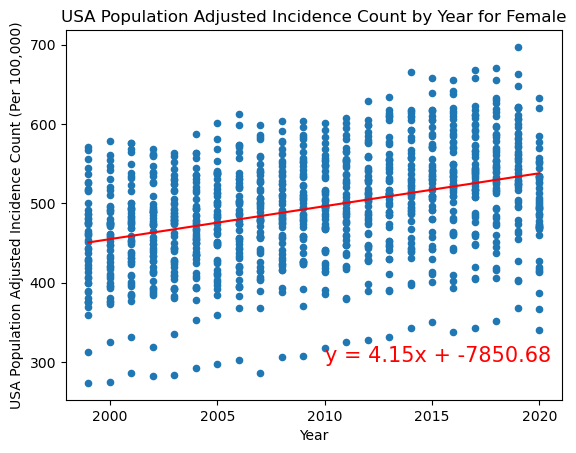 USA Population Adjusted Incidence Count by Year for Female
USA Population Adjusted Incidence Count (Per 100,000)
700
600
500
400
300
y = 4.15x + -7850.68
2000
2005
2010
2015
2020
Year